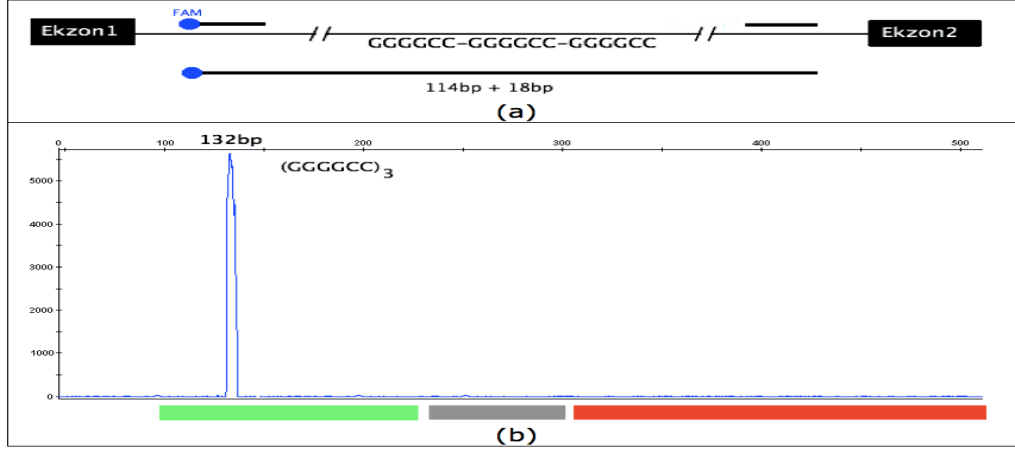 FAM
Ekzon1
Ekzon2
GGGGCC-GGGGCC-GGGGCC
114bp + 18bp
(a)
132bp
0 100 200 300 400 500
(GGGGCC)3
5000
4000
3000
2000
1000
0
(b)